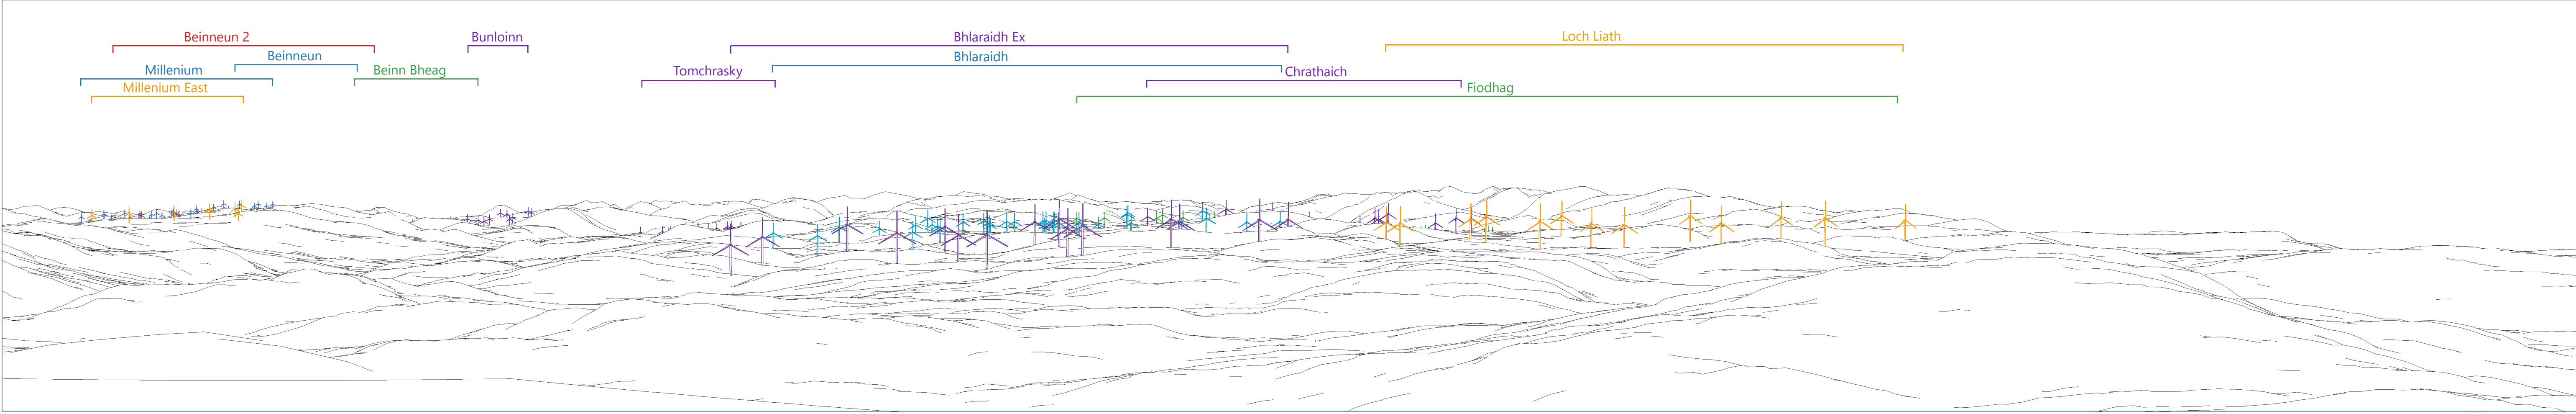 Beinneun 2
Bunloinn
Bhlaraidh Ex
Loch Liath
Beinneun
Bhlaraidh
Millenium
Beinn Bheag
Tomchrasky
Chrathaich
Millenium East
Fiodhag